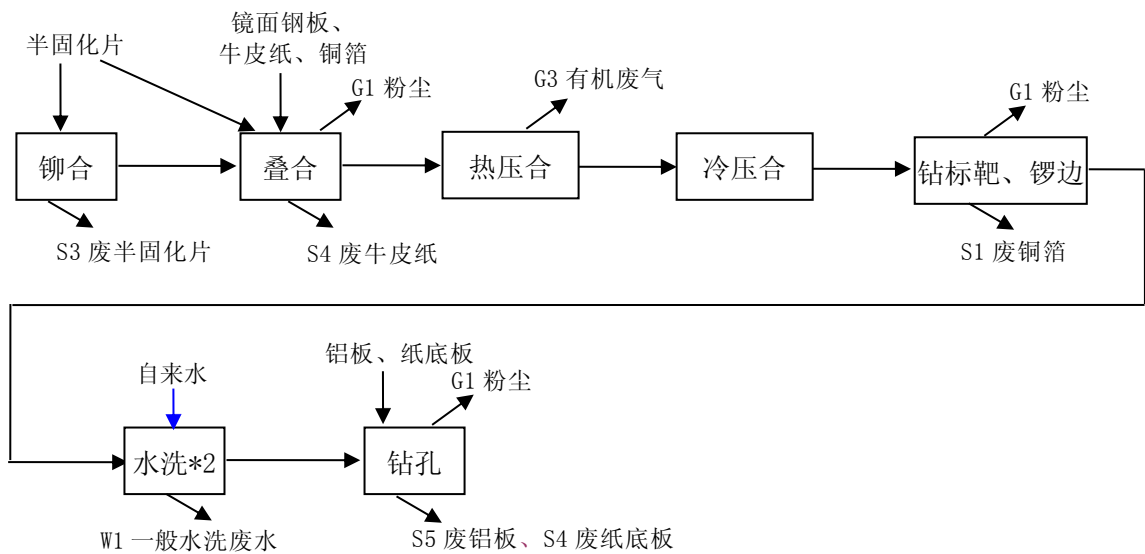 半固化片
镜面钢板、
牛皮纸、铜箔
G1 粉尘
G3 有机废气
G1 粉尘
铆合
叠合
热压合
冷压合
钻标靶、锣边
S3 废半固化片
S4 废牛皮纸
S1 废铜箔
自来水
铝板、纸底板
G1 粉尘
水洗*2
钻孔
W1 一般水洗废水
S5 废铝板、S4 废纸底板